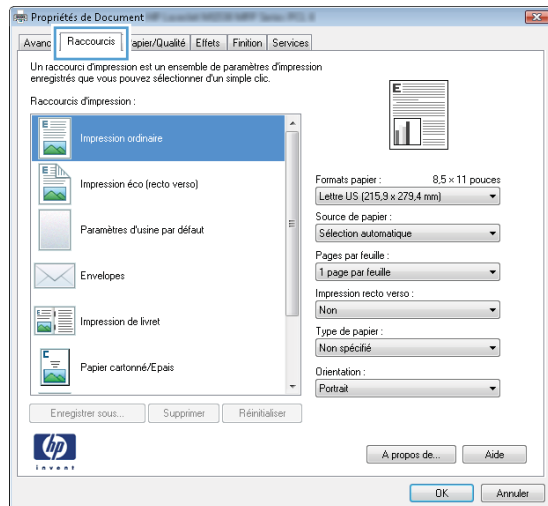 Propriétés de Document
Avanc Raccourcis apier/Qualité Effets Finition Services
Un raccourci d'impression est un ensemble de paramètres d'impression
enregistrés que vous pouvez sélectionner d'un simple clic.
Raccourcis d'impression :
Impression ordinaire
Impression éco (recto verso)
Paramètres d'usine par défaut
Envelopes
Impression de livret
Papier cartonné/Epais
Enregistrer sous... Supprimer Réinitialiser
E
Formats papier : 8,5 × 11 pouces
Lettre US (215,9 x 279,4 mm)
Source de papier :
Sélection automatique
Pages par feuille :
1 page par feuille
Impression recto verso :
Non
Type de papier :
Non spécifié
Orientation :
Portrait
hp
invent
A propos de... Aide
OK Annuler